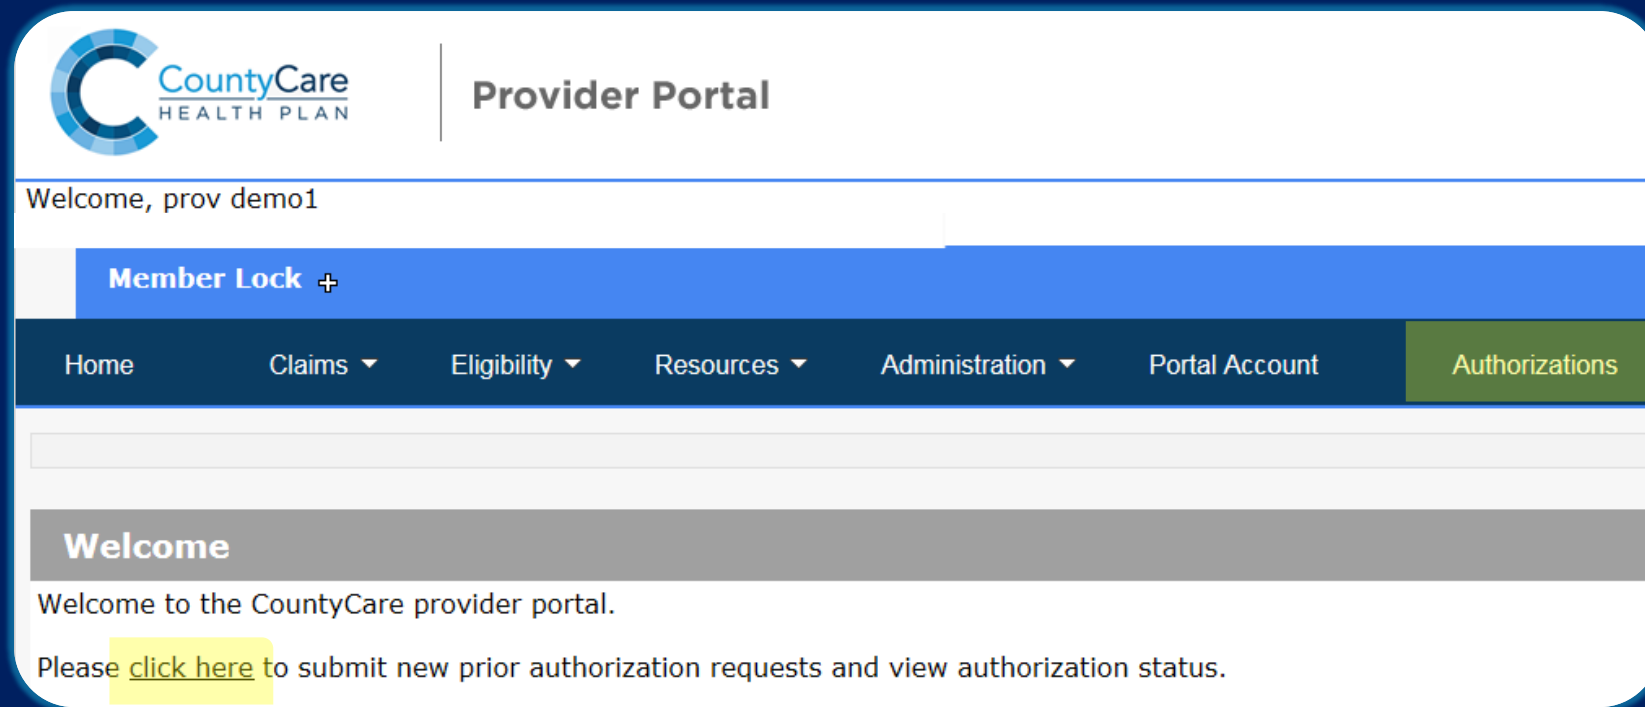 CountyCare
HEALTH PLAN
Provider Portal
Welcome, prov demo1
Member Lock
Home Claims Eligibility Resources Administration Portal Account Authorizations
Welcome
Welcome to the CountyCare provider portal.
Please click here to submit new prior authorization requests and view authorization status.